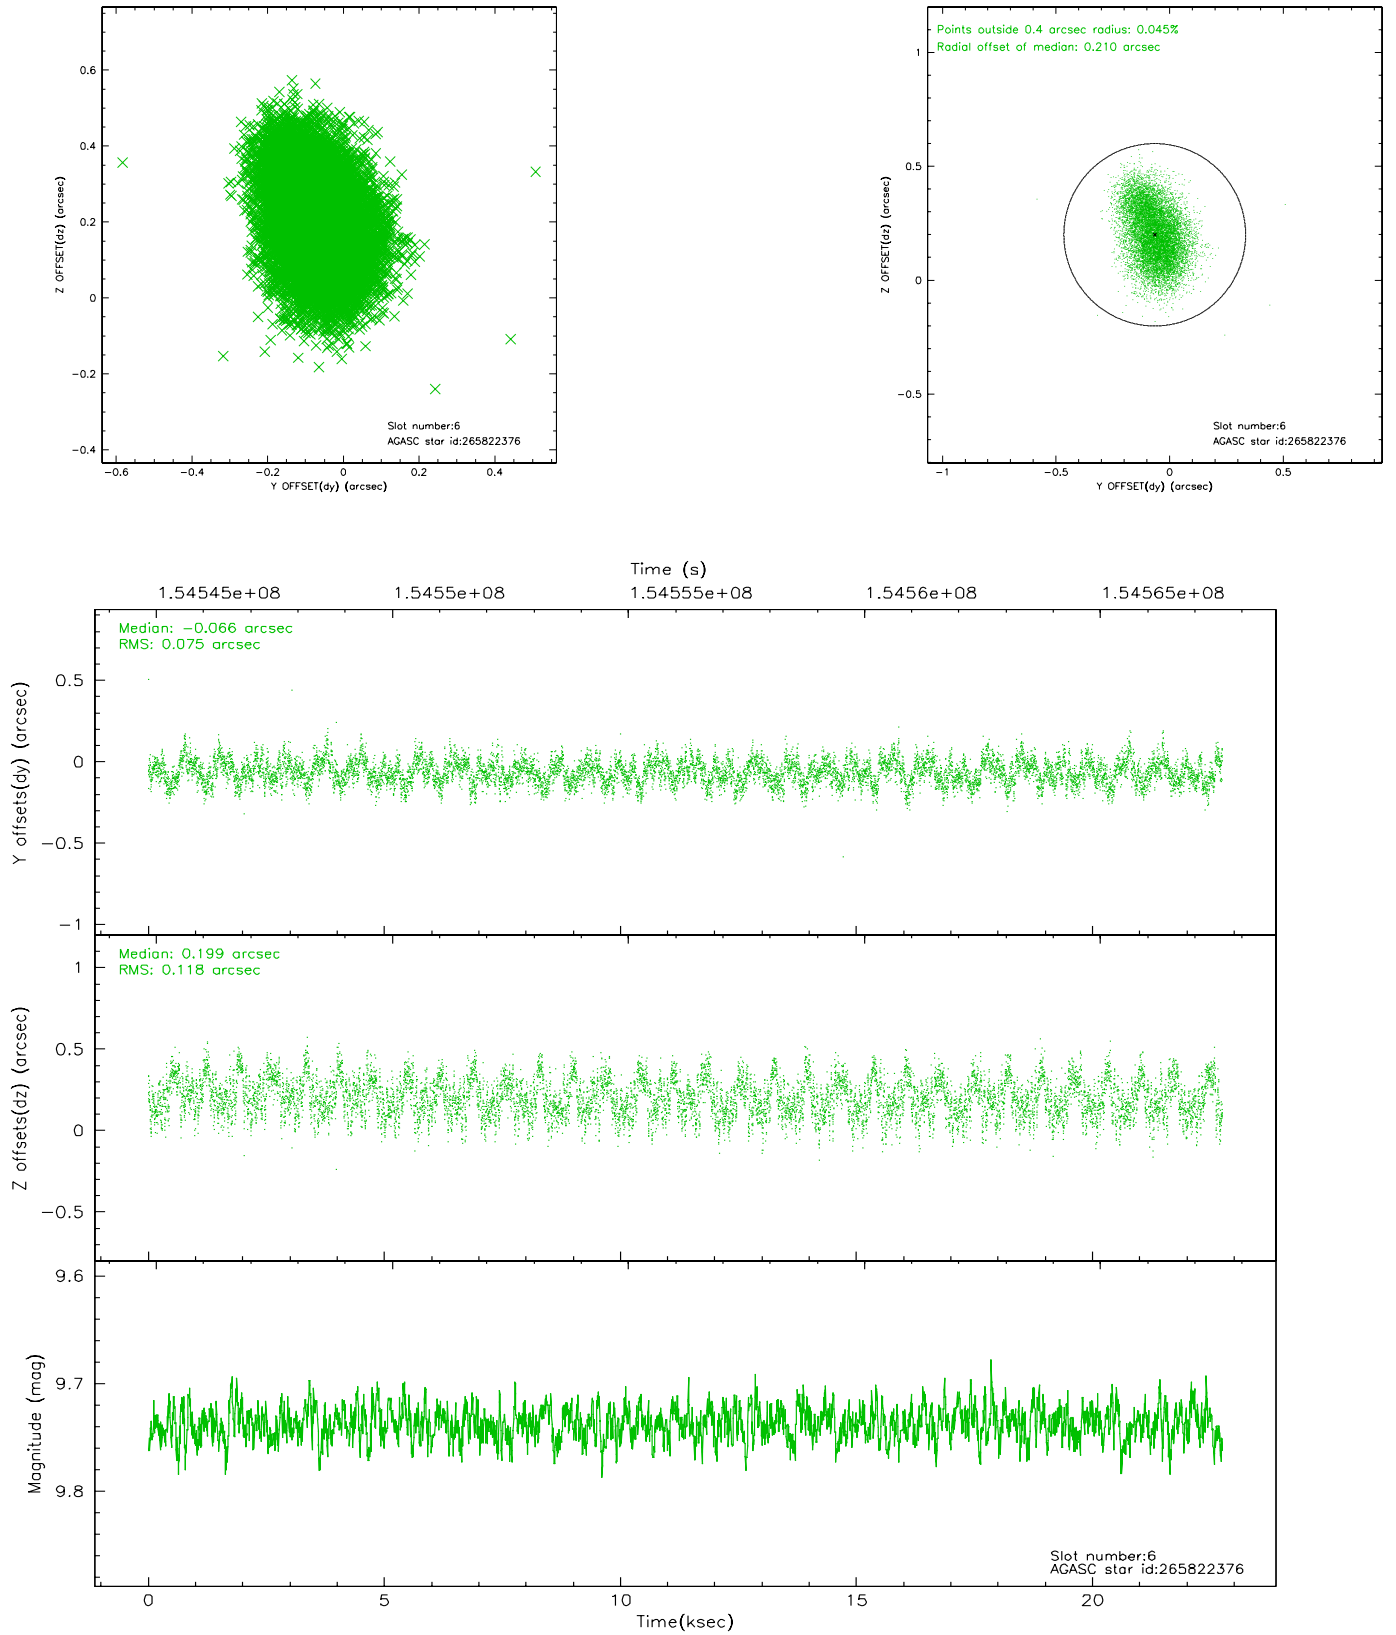 0.6
0.4
0.2
0
−0.2
−0.4
Z OFFSET(dz) (arcsec)
−0.6
−0.4
−0.2
0
0.2
0.4
Y OFFSET(dy) (arcsec)
Slot number:6
AGASC star id:265822376
Points outside 0.4 arcsec radius: 0.045%
Radial offset of median: 0.210 arcsec
1
0.5
0
−0.5
Z OFFSET(dz) (arcsec)
−1
−0.5
0
0.5
Y OFFSET(dy) (arcsec)
Slot number:6
AGASC star id:265822376
Time (s)
1.54545e+08
1.5455e+08
1.54555e+08
1.5456e+08
1.54565e+08
Median: −0.066 arcsec
RMS: 0.075 arcsec
0.5
0
−0.5
−1
Y offsets(dy) (arcsec)
Median: 0.199 arcsec
RMS: 0.118 arcsec
1
0.5
0
−0.5
Z offsets(dz) (arcsec)
9.6
9.7
9.8
Magnitude (mag)
Slot number:6
AGASC star id:265822376
0
5
10
15
20
Time(ksec)